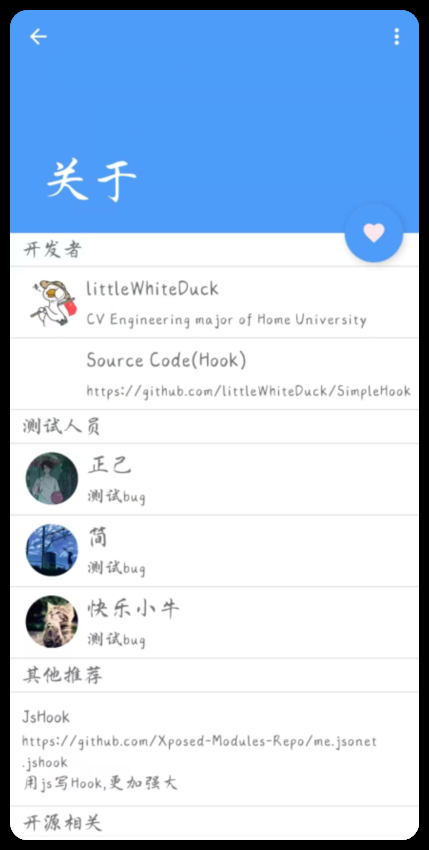 关于
开发者
littleWhiteDuck
CV Engineering major of Home University
Source Code(Hook)
https://github.com/littleWhiteDuck/SimpleHook
测试人员
正己
测试bug
简
测试bug
快乐小牛
测试bug
其他推荐
JsHook
https://github.com/Xposed-Modules-Repo/me.jsonet
.jshook
用js写Hook,更加强大
开源相关